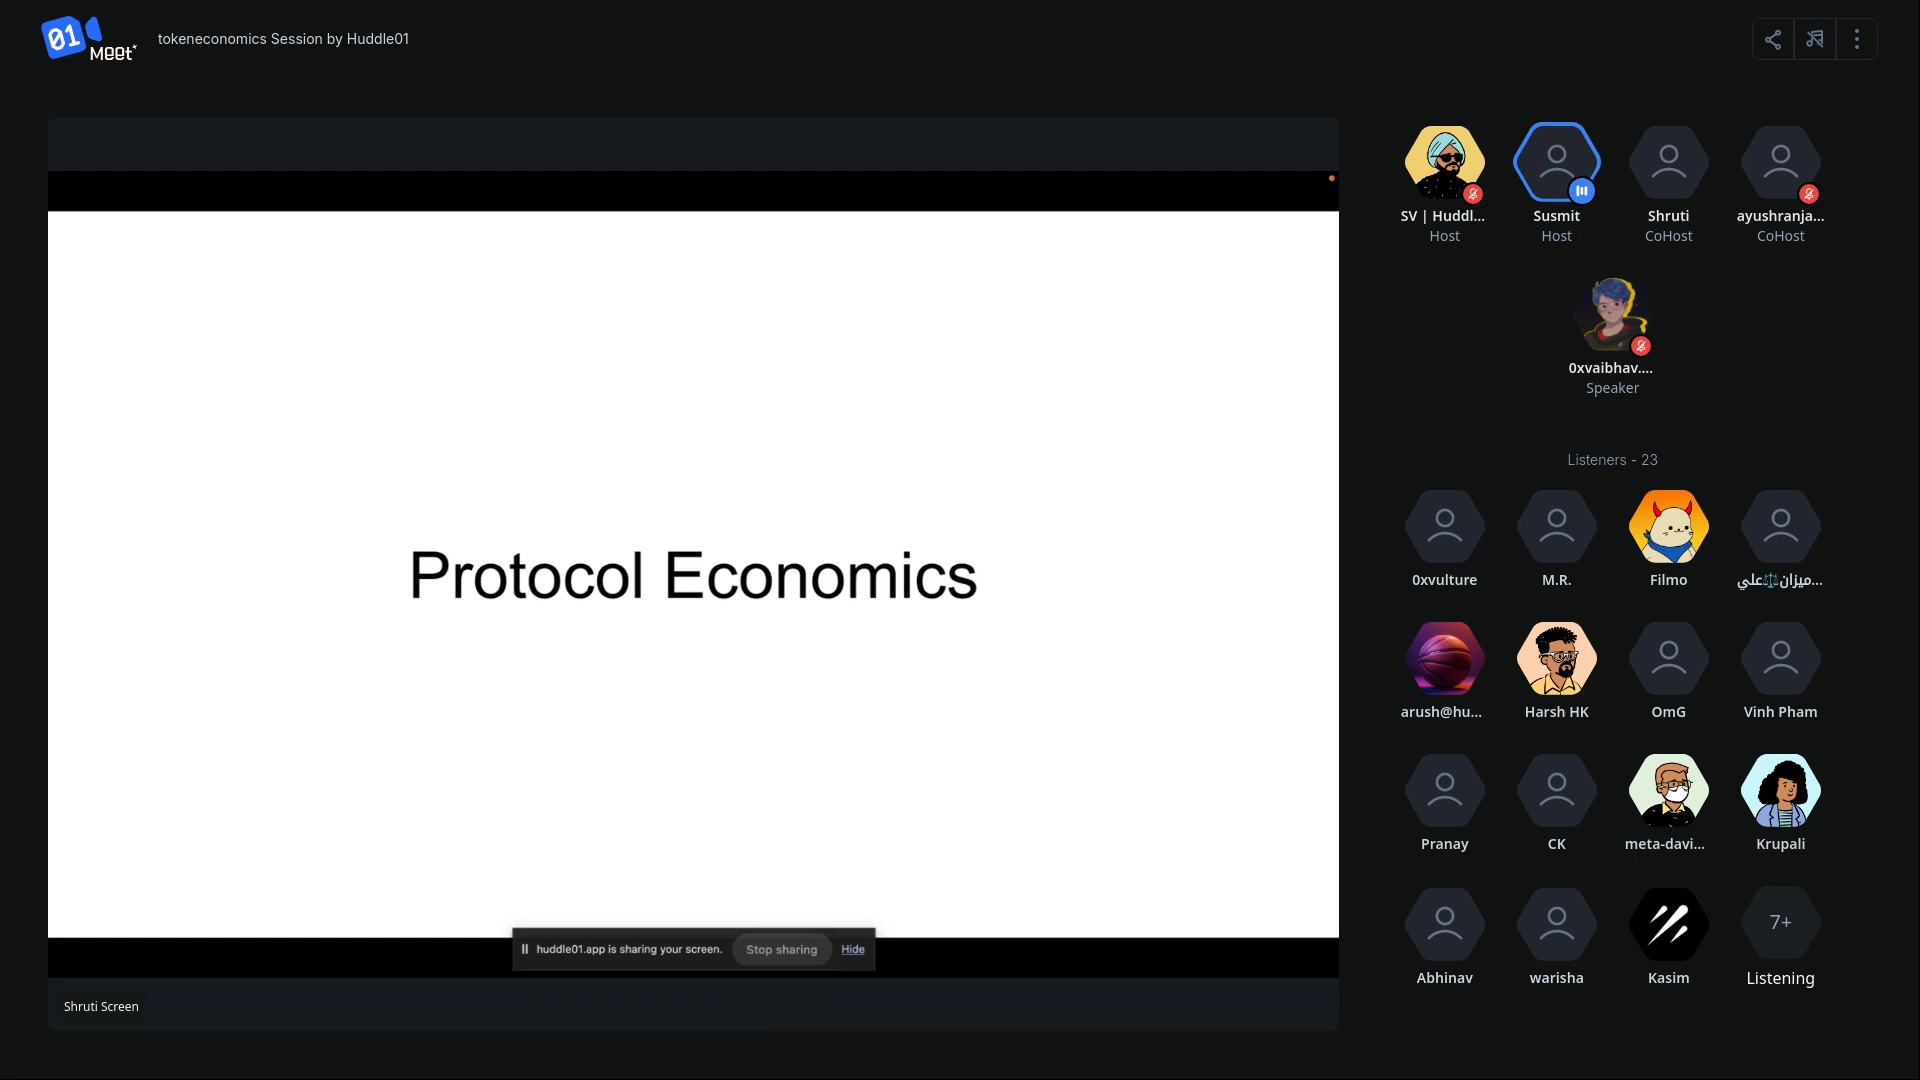 01 Meet
tokeneconomics Session by Huddle01
Protocol Economics
huddle01.app is sharing your screen. Stop sharing Hide
Shruti Screen
SV | Huddl...
Host
Susmit
Host
Shruti
CoHost
ayushranja...
CoHost
0xvaibhav....
Speaker
Listeners - 23
0xvulture
M.R.
Filmo
ميزان⚖️علي...
arush@hu...
Harsh HK
OmG
Vinh Pham
Pranay
CK
meta-davi...
Krupali
Abhinav
warisha
Kasim
7+
Listening